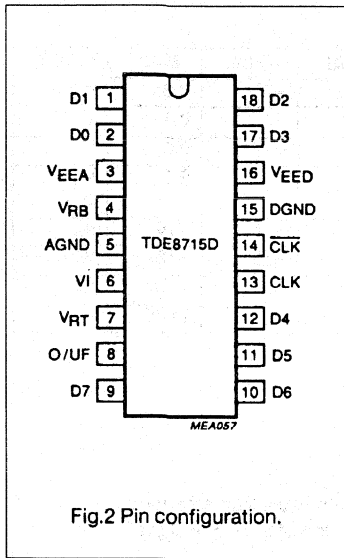 D1 1 18 D2
D0 2 17 D3
VEEA 3 16 VEED
VRB 4 15 DGND
AGND 5 TDE8715D 14 CLK
VI 6 13 CLK
VRT 7 12 D4
O/UF 8 11 D5
D7 9 10 D6
MEA057
Fig.2 Pin configuration.